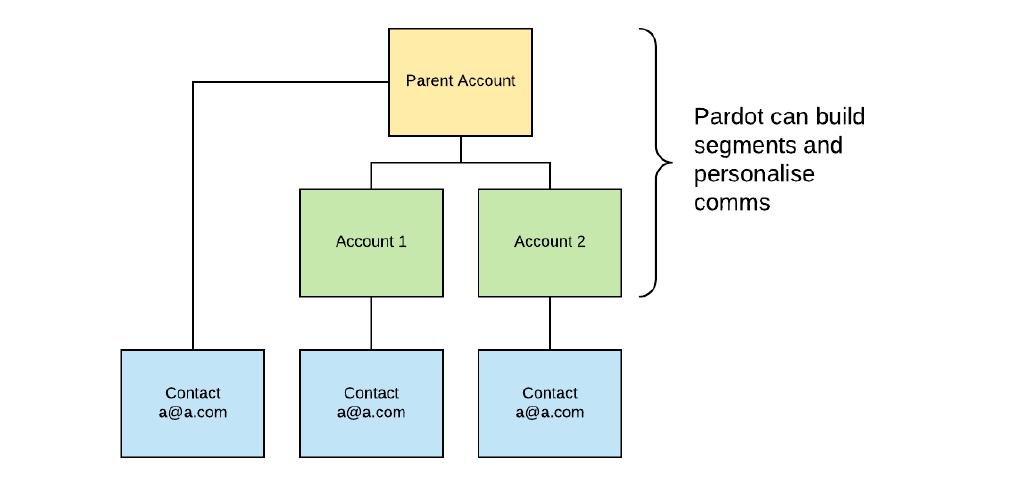 Parent Account
Pardot can build
segments and
personalise
comms
Account 1
Account 2
Contact
a@a.com
Contact
a@a.com
Contact
a@a.com